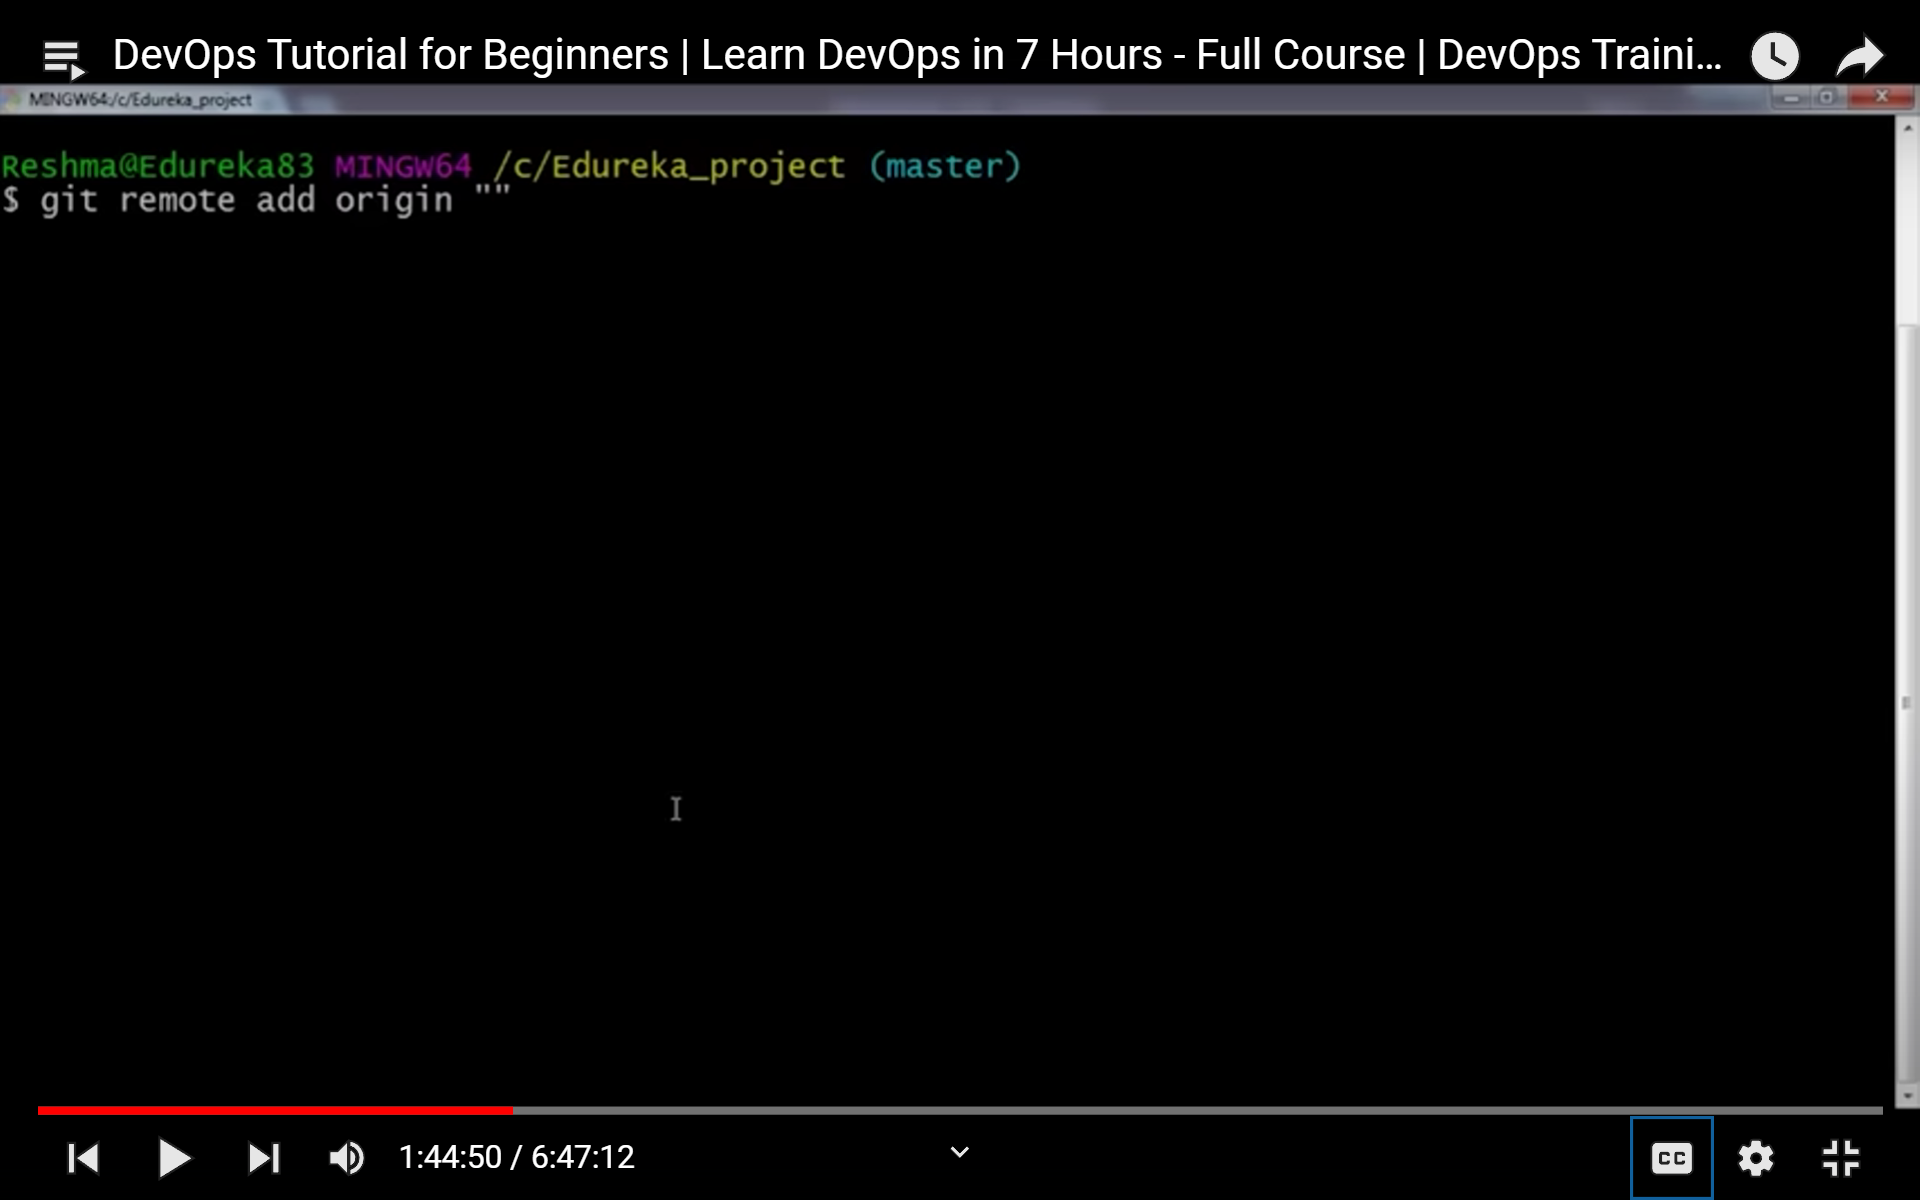 DevOps Tutorial for Beginners | Learn DevOps in 7 Hours - Full Course | DevOps Traini...
MINGW64:/c/Edureka_project
Reshma@Edureka83 MINGW64 /c/Edureka_project (master)
$ git remote add origin ""
1:44:50 / 6:47:12
CC